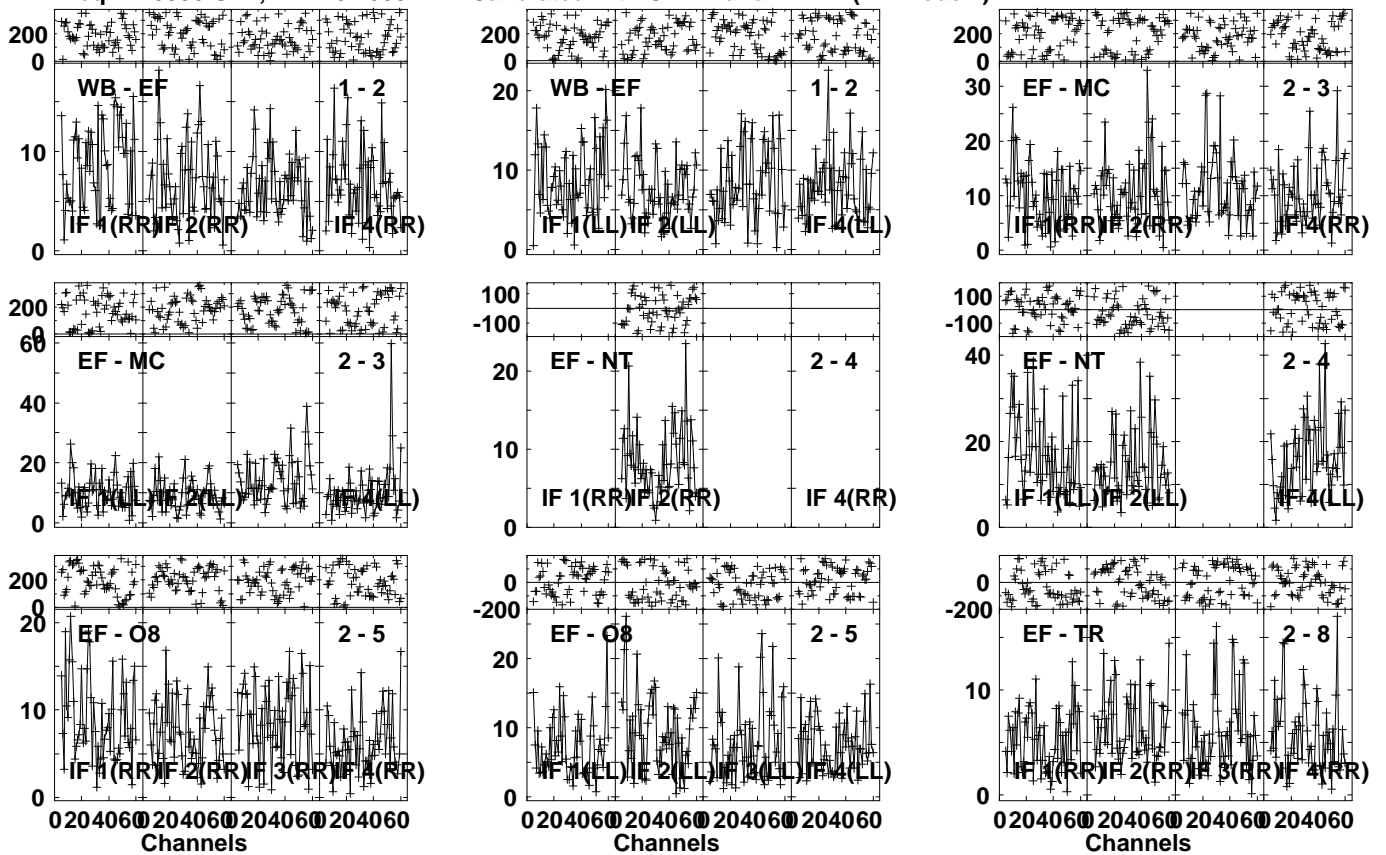 200
0
WB - EF 1 - 2
10
0
IF 1(RR) IF 2(RR) IF 4(RR)
200
0
WB - EF 1 - 2
20
10
0
IF 1(LL) IF 2(LL) IF 4(LL)
200
0
EF - MC 2 - 3
30
20
10
0
IF 1(RR) IF 2(RR) IF 4(RR)
200
0
60
EF - MC 2 - 3
40
20
0
IF 1(LL) IF 2(LL) IF 4(LL)
100
-100
EF - NT 2 - 4
20
10
0
IF 1(RR) IF 2(RR) IF 4(RR)
100
-100
EF - NT 2 - 4
40
20
0
IF 1(LL) IF 2(LL) IF 4(LL)
200
0
20
EF - O8 2 - 5
10
0
IF 1(RR) IF 2(RR) IF 3(RR) IF 4(RR)
0 20 40 60 0 20 40 60 0 20 40 60 0 20 40 60
Channels
0
-200
EF - O8 2 - 5
20
10
0
IF 1(LL) IF 2(LL) IF 3(LL) IF 4(LL)
0 20 40 60 0 20 40 60 0 20 40 60 0 20 40 60
Channels
0
-200
EF - TR 2 - 8
10
0
IF 1(RR) IF 2(RR) IF 3(RR) IF 4(RR)
0 20 40 60 0 20 40 60 0 20 40 60 0 20 40 60
Channels